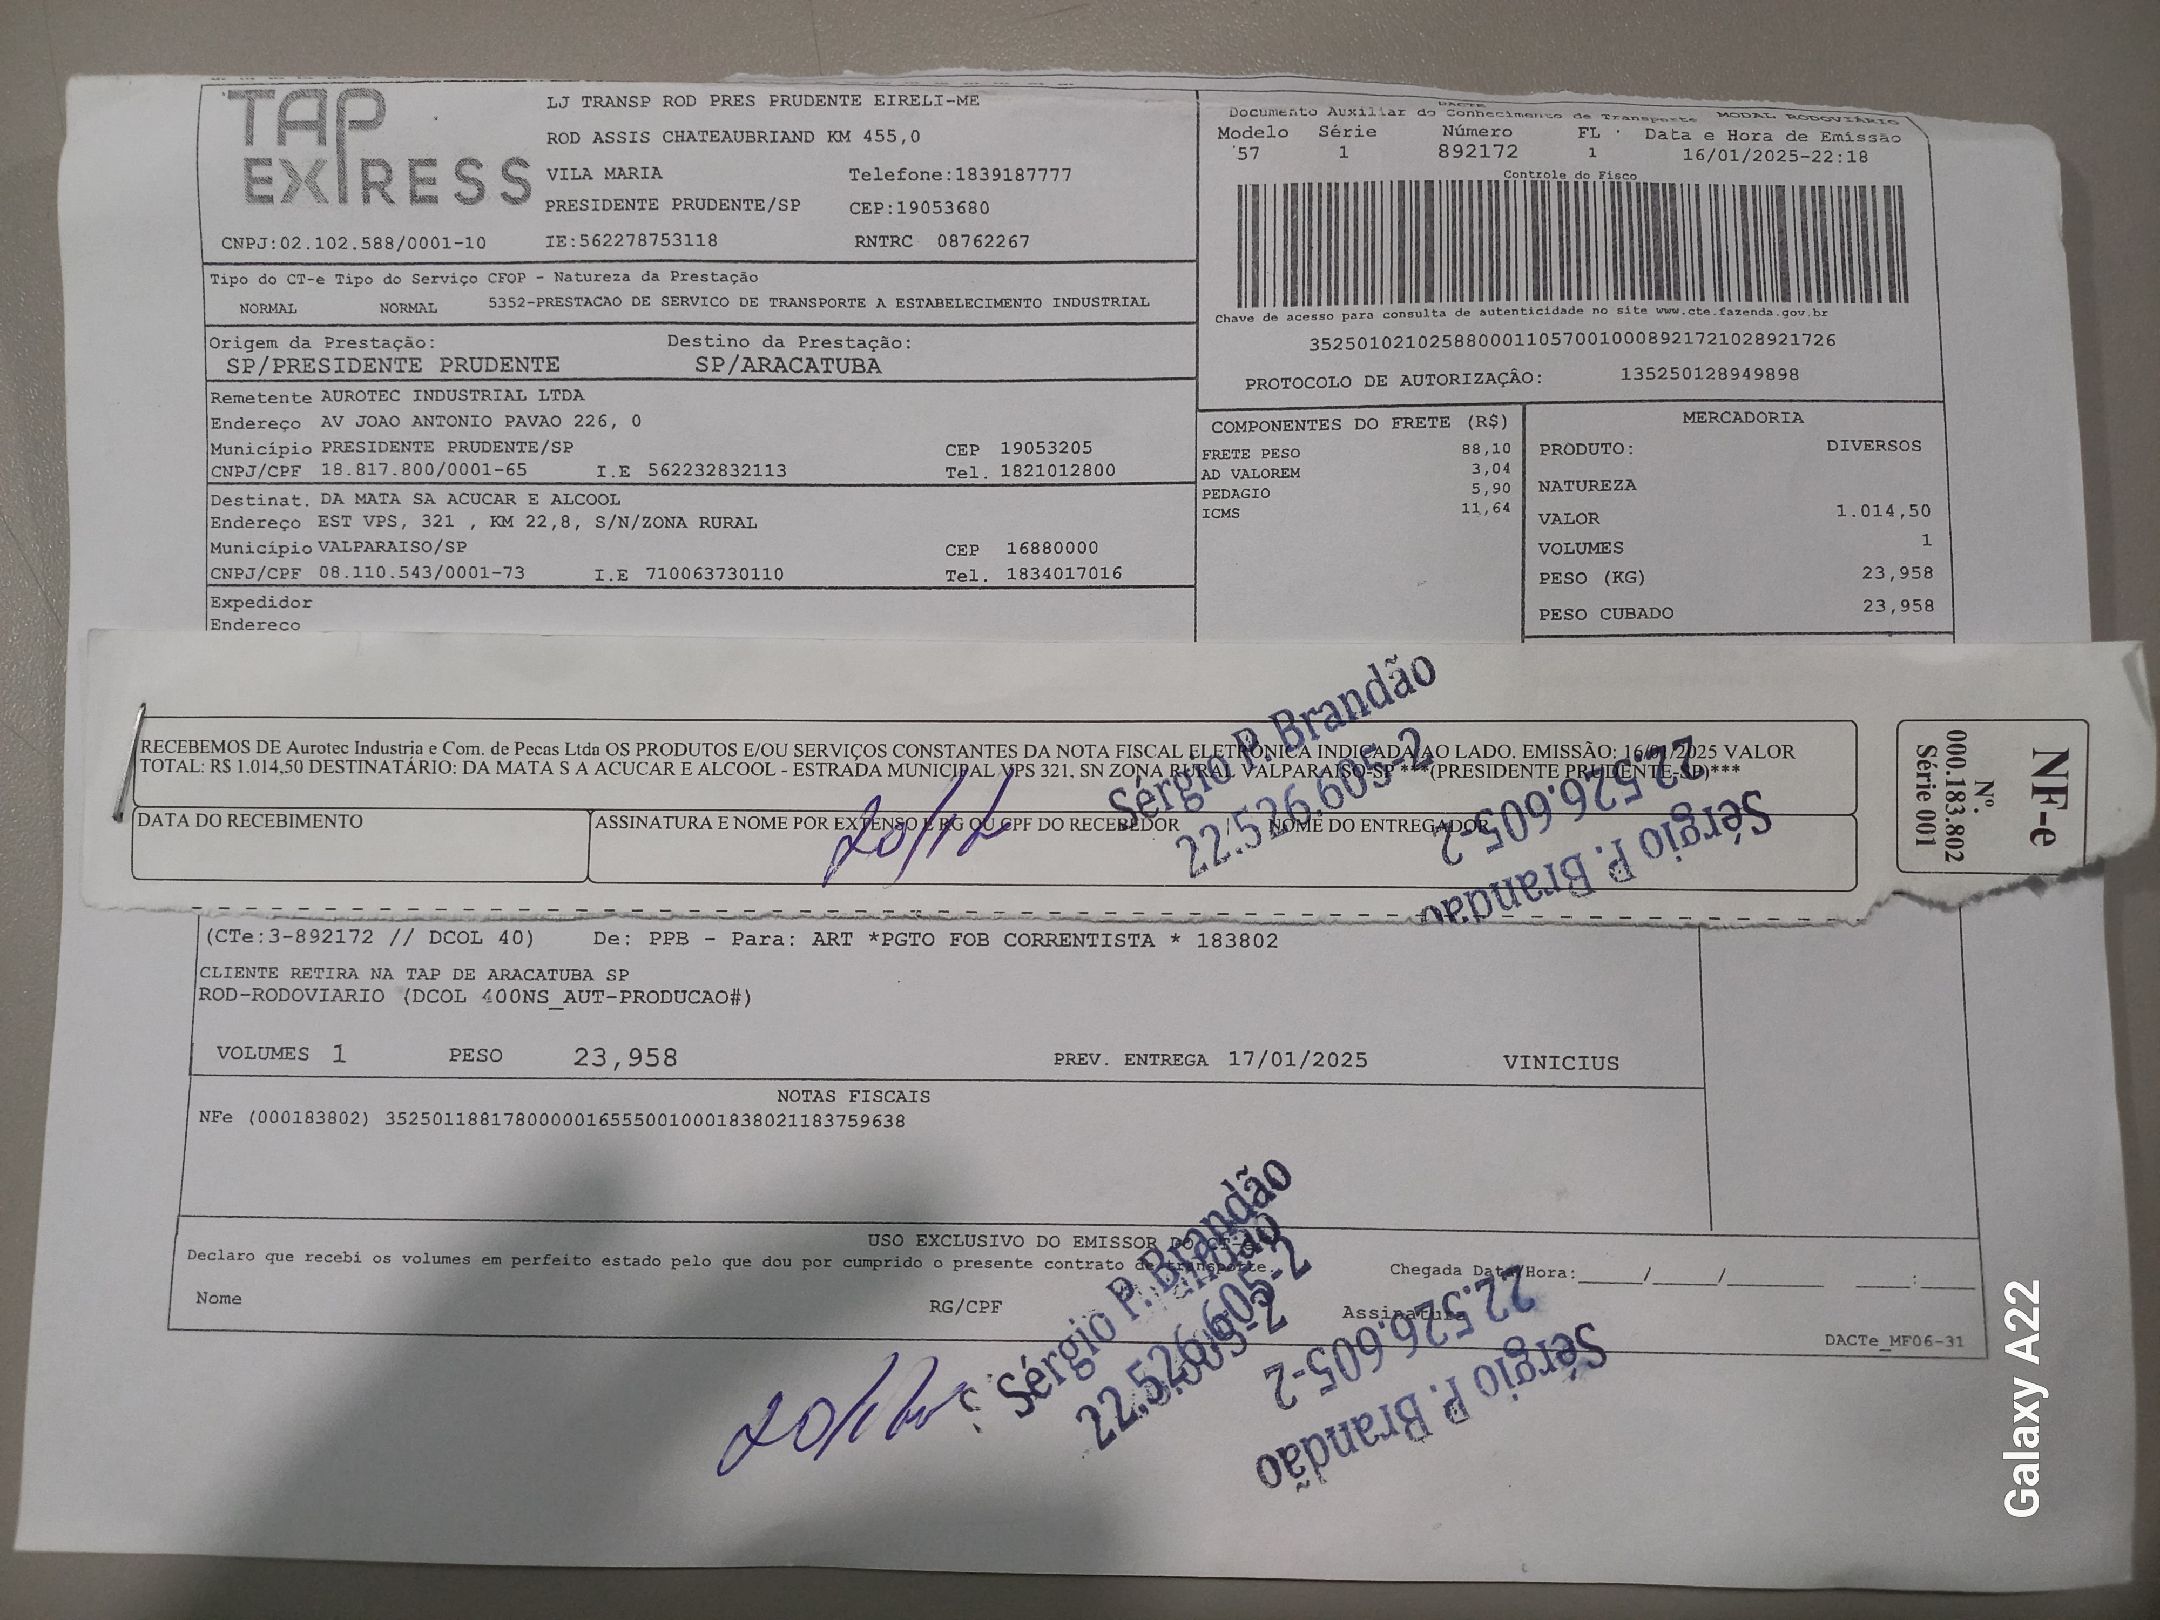 TAP EXPRESS
LJ TRANSP ROD PRES PRUDENTE EIRELI-ME
ROD ASSIS CHATEAUBRIAND KM 455,0
VILA MARIA Telefone:1839187777
PRESIDENTE PRUDENTE/SP CEP:19053680
CNPJ:02.102.588/0001-10 IE:562278753118 RNTRC 08762267
DACTE
Documento Auxiliar do Conhecimento de Transporte MODAL RODOVIÁRIO
Modelo Série Número FL Data e Hora de Emissão
57 1 892172 1 16/01/2025-22:18
Controle do Fisco
Chave de acesso para consulta de autenticidade no site www.cte.fazenda.gov.br
35250102102588000110570010008921721028921726
PROTOCOLO DE AUTORIZAÇÃO: 135250128949898
Tipo do CT-e Tipo do Serviço CFOP - Natureza da Prestação
NORMAL NORMAL 5352-PRESTACAO DE SERVICO DE TRANSPORTE A ESTABELECIMENTO INDUSTRIAL
Origem da Prestação: Destino da Prestação:
SP/PRESIDENTE PRUDENTE SP/ARACATUBA
Remetente AUROTEC INDUSTRIAL LTDA
Endereço AV JOAO ANTONIO PAVAO 226, 0
Município PRESIDENTE PRUDENTE/SP CEP 19053205
CNPJ/CPF 18.817.800/0001-65 I.E 562232832113 Tel. 1821012800
Destinat. DA MATA SA ACUCAR E ALCOOL
Endereço EST VPS, 321 , KM 22,8, S/N/ZONA RURAL
Município VALPARAISO/SP CEP 16880000
CNPJ/CPF 08.110.543/0001-73 I.E 710063730110 Tel. 1834017016
Expedidor
Endereco
COMPONENTES DO FRETE (R$)
FRETE PESO 88,10
AD VALOREM 3,04
PEDAGIO 5,90
ICMS 11,64
MERCADORIA
PRODUTO: DIVERSOS
NATUREZA
VALOR 1.014,50
VOLUMES 1
PESO (KG) 23,958
PESO CUBADO 23,958
RECEBEMOS DE Aurotec Industria e Com. de Pecas Ltda OS PRODUTOS E/OU SERVIÇOS CONSTANTES DA NOTA FISCAL ELETRÔNICA INDICADA AO LADO. EMISSÃO: 16/01/2025 VALOR
TOTAL: R$ 1.014,50 DESTINATÁRIO: DA MATA S A ACUCAR E ALCOOL - ESTRADA MUNICIPAL VPS 321, SN ZONA RURAL VALPARAISO-SP ***(PRESIDENTE PRUDENTE-SP)***
DATA DO RECEBIMENTO
ASSINATURA E NOME POR EXTENSO E RG OU CPF DO RECEBEDOR / NOME DO ENTREGADOR
NF-e
Nº.
000.183.802
Série 001
Sérgio P. Brandão
22.526.605-2
Sérgio P. Brandão
22.526.605-2
(CTe:3-892172 // DCOL 40) De: PPB - Para: ART *PGTO FOB CORRENTISTA * 183802
CLIENTE RETIRA NA TAP DE ARACATUBA SP
ROD-RODOVIARIO (DCOL 400NS_AUT-PRODUCAO#)
VOLUMES 1 PESO 23,958 PREV. ENTREGA 17/01/2025 VINICIUS
NOTAS FISCAIS
NFe (000183802) 35250118817800000165550010001838021183759638
USO EXCLUSIVO DO EMISSOR DO CT-e
Declaro que recebi os volumes em perfeito estado pelo que dou por cumprido o presente contrato de transporte. Chegada Data/Hora:_____/_____/_______ :____
Nome RG/CPF Assinatura
DACTe_MF06-31
Sérgio P. Brandão
22.526.605-2
Sérgio P. Brandão
22.526.605-2
Galaxy A22